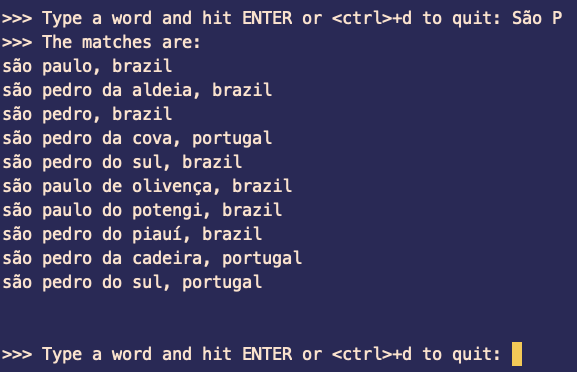 >>> Type a word and hit ENTER or <ctrl>+d to quit: São P
>>> The matches are:
são paulo, brazil
são pedro da aldeia, brazil
são pedro, brazil
são pedro da cova, portugal
são pedro do sul, brazil
são paulo de olivença, brazil
são paulo do potengi, brazil
são pedro do piauí, brazil
são pedro da cadeira, portugal
são pedro do sul, portugal
>>> Type a word and hit ENTER or <ctrl>+d to quit: